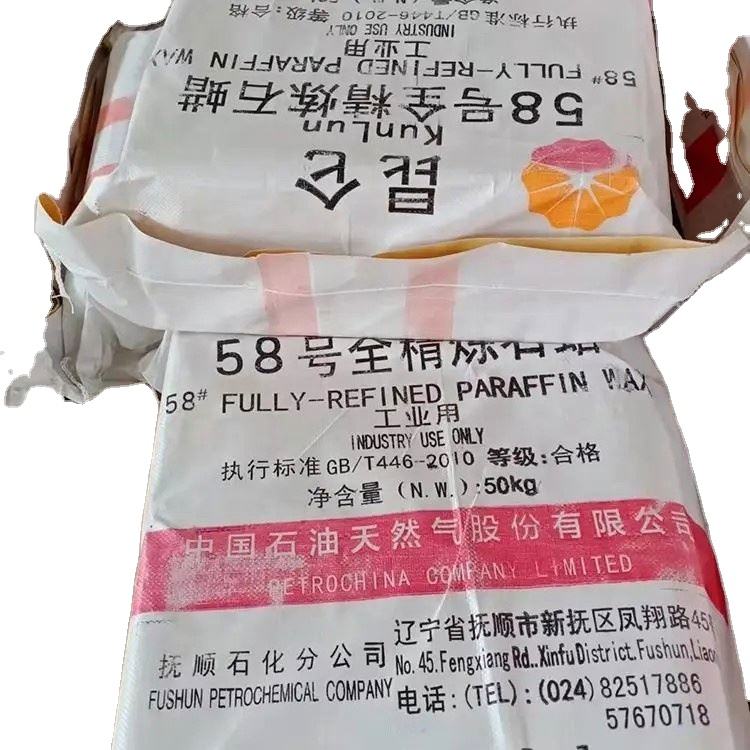 昆仑
KunLun
58号全精炼石蜡
58# FULLY-REFINED PARAFFIN WAX
工业用
INDUSTRY USE ONLY
执行标准 GB/T446-2010 等级:合格
58号全精炼石蜡
58# FULLY-REFINED PARAFFIN WAX
工业用
INDUSTRY USE ONLY
执行标准 GB/T446-2010 等级:合格
净含量 (N.W.):50kg
中国石油天然气股份有限公司
PETROCHINA COMPANY LIMITED
抚顺石化分公司
FUSHUN PETROCHEMICAL COMPANY
辽宁省抚顺市新抚区凤翔路45
No.45.Fengxiang Rd..Xinfu District.Fushun,Liao
电话:(TEL):(024)82517886
57670718